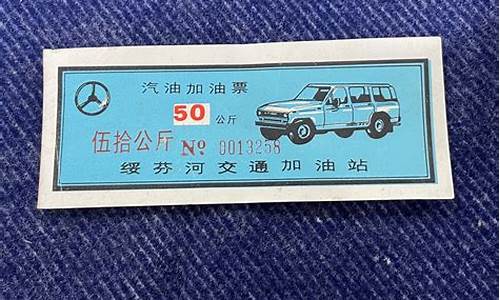 汽油加油票
50 公斤
伍拾公斤 № 0013258
绥芬河交通加油站